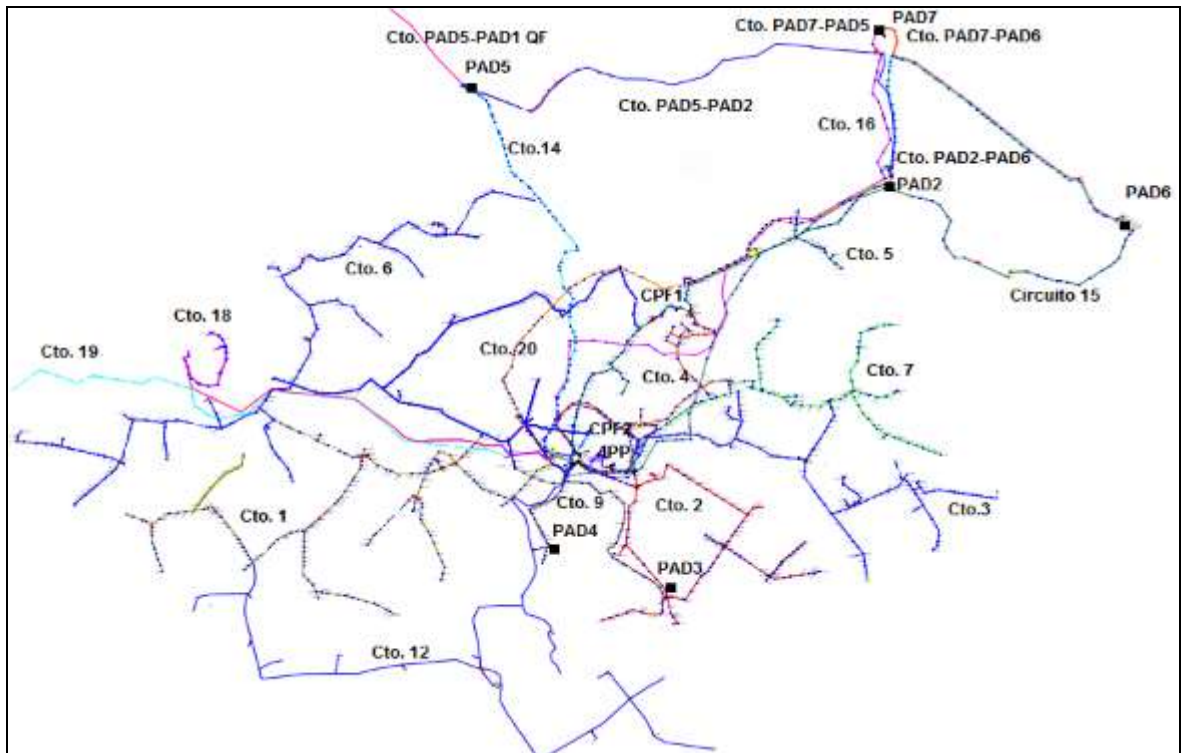 Cto. PAD7-PAD5
PAD7
Cto. PAD5-PAD1 QF
Cto. PAD7-PAD6
PAD5
Cto. PAD5-PAD2
Cto. 16
Cto.14
Cto. PAD2-PAD6
PAD2
PAD6
Cto. 5
Cto. 6
CPF1
Circuito 15
Cto. 18
Cto. 20
Cto. 19
Cto. 4
Cto. 7
CPF2
4PP
Cto. 9
Cto. 2
Cto.3
Cto. 1
PAD4
PAD3
Cto. 12